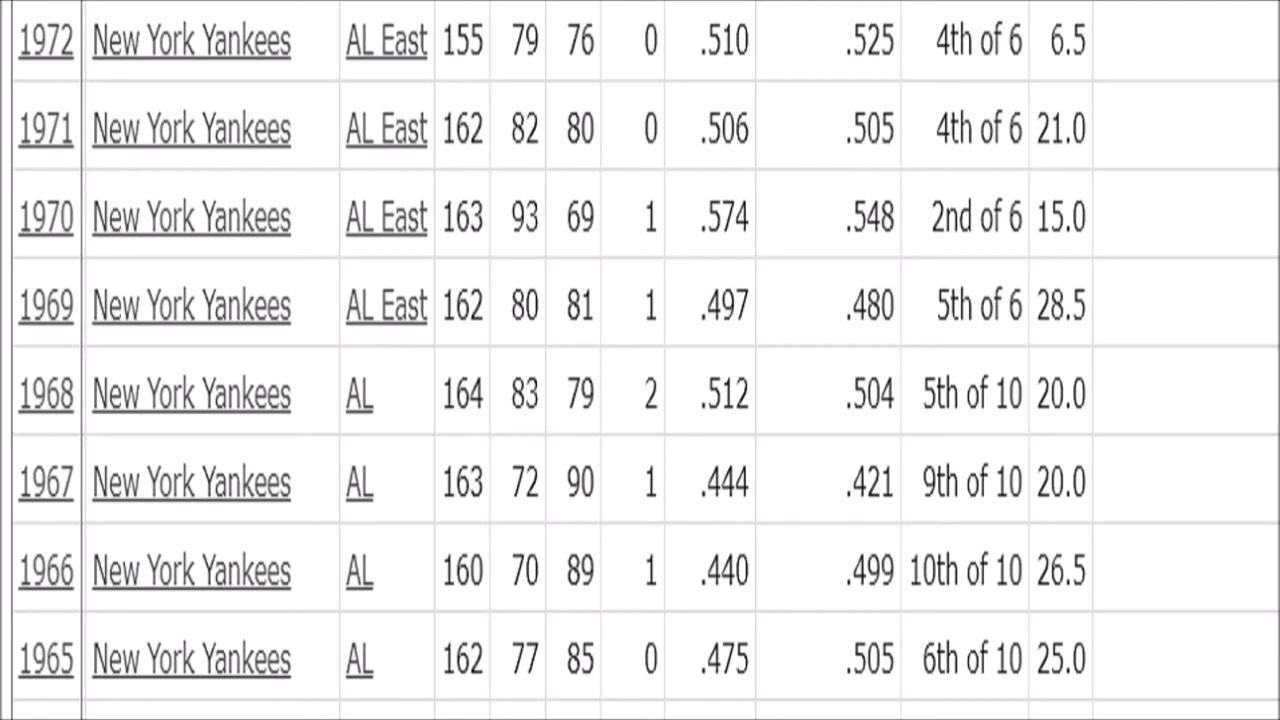 1972 New York Yankees AL East 155 79 76 0 .510 .525 4th of 6 6.5
1971 New York Yankees AL East 162 82 80 0 .506 .505 4th of 6 21.0
1970 New York Yankees AL East 163 93 69 1 .574 .548 2nd of 6 15.0
1969 New York Yankees AL East 162 80 81 1 .497 .480 5th of 6 28.5
1968 New York Yankees AL 164 83 79 2 .512 .504 5th of 10 20.0
1967 New York Yankees AL 163 72 90 1 .444 .421 9th of 10 20.0
1966 New York Yankees AL 160 70 89 1 .440 .499 10th of 10 26.5
1965 New York Yankees AL 162 77 85 0 .475 .505 6th of 10 25.0